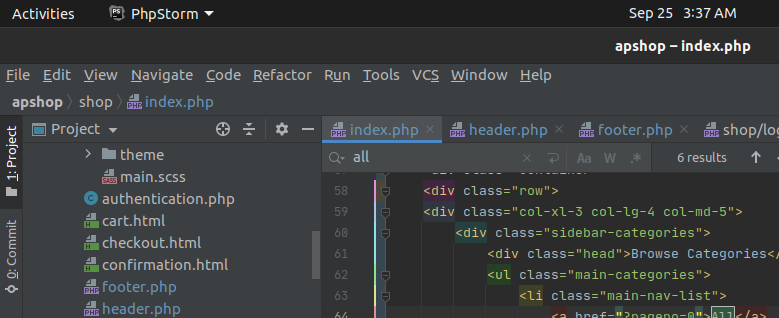 Activities PhpStorm Sep 25 3:37 AM
apshop – index.php
File Edit View Navigate Code Refactor Run Tools VCS Window Help
apshop shop index.php
1: Project
0: Commit
Project
theme
main.scss
authentication.php
cart.html
checkout.html
confirmation.html
footer.php
header.php
index.php header.php footer.php shop/log
all Aa W .* 6 results
58 <div class="row">
59 <div class="col-xl-3 col-lg-4 col-md-5">
60 <div class="sidebar-categories">
61 <div class="head">Browse Categories</
62 <ul class="main-categories">
63 <li class="main-nav-list">
64 <a href="?pageno=0">All</a>